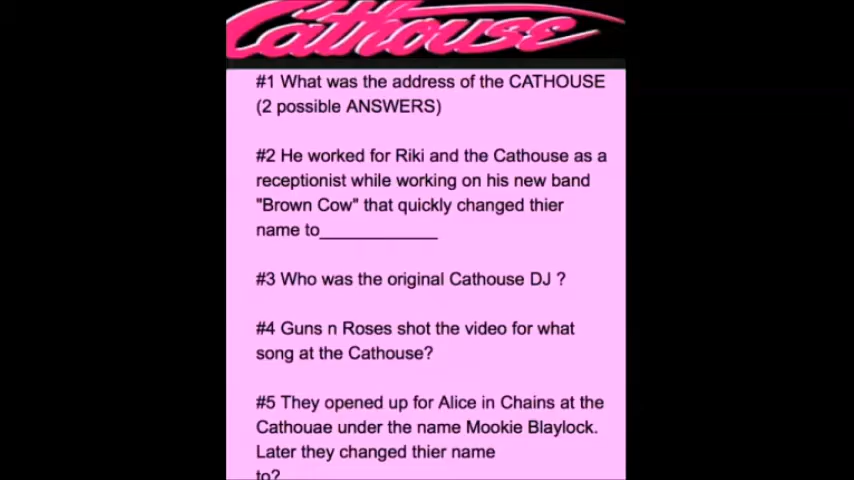 Cathouse
#1 What was the address of the CATHOUSE
(2 possible ANSWERS)
#2 He worked for Riki and the Cathouse as a
receptionist while working on his new band
"Brown Cow" that quickly changed thier
name to____________
#3 Who was the original Cathouse DJ ?
#4 Guns n Roses shot the video for what
song at the Cathouse?
#5 They opened up for Alice in Chains at the
Cathouae under the name Mookie Blaylock.
Later they changed thier name
to?